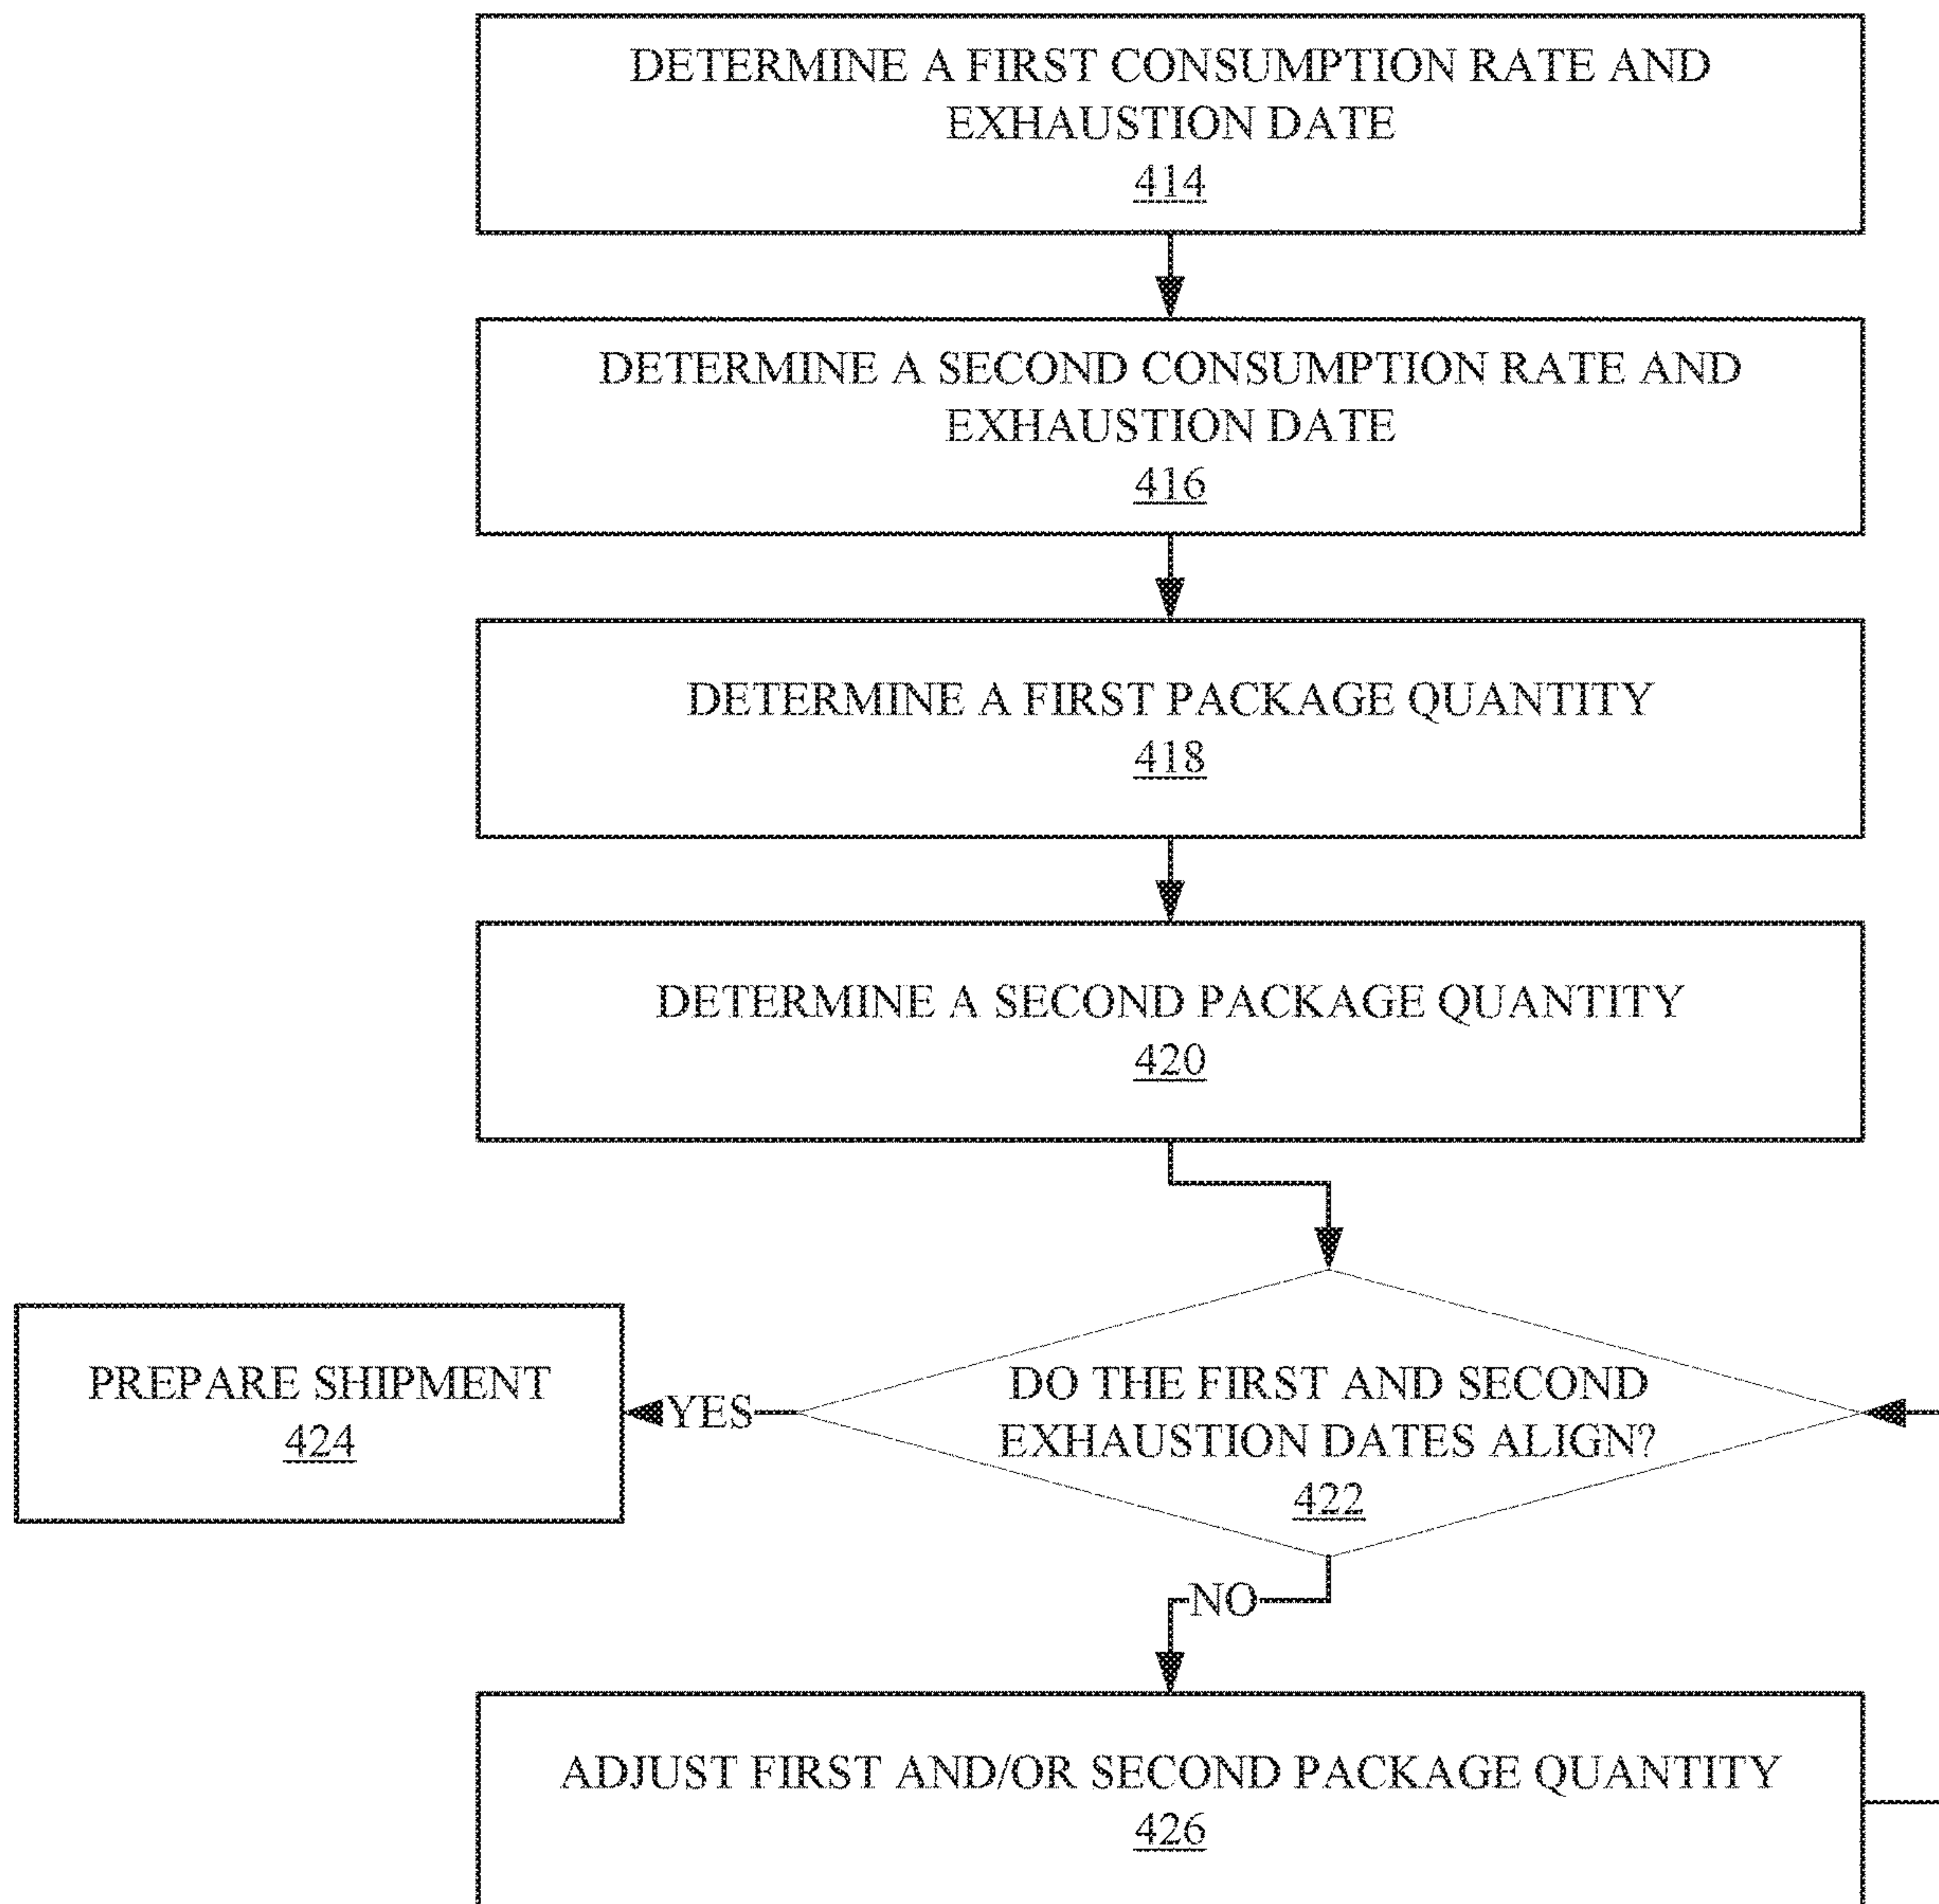 DETERMINE A FIRST CONSUMPTION RATE AND
EXHAUSTION DATE
414
DETERMINE A SECOND CONSUMPTION RATE AND
EXHAUSTION DATE
416
DETERMINE A FIRST PACKAGE QUANTITY
418
DETERMINE A SECOND PACKAGE QUANTITY
420
PREPARE SHIPMENT
424
YES
DO THE FIRST AND SECOND
EXHAUSTION DATES ALIGN?
422
NO
ADJUST FIRST AND/OR SECOND PACKAGE QUANTITY
426